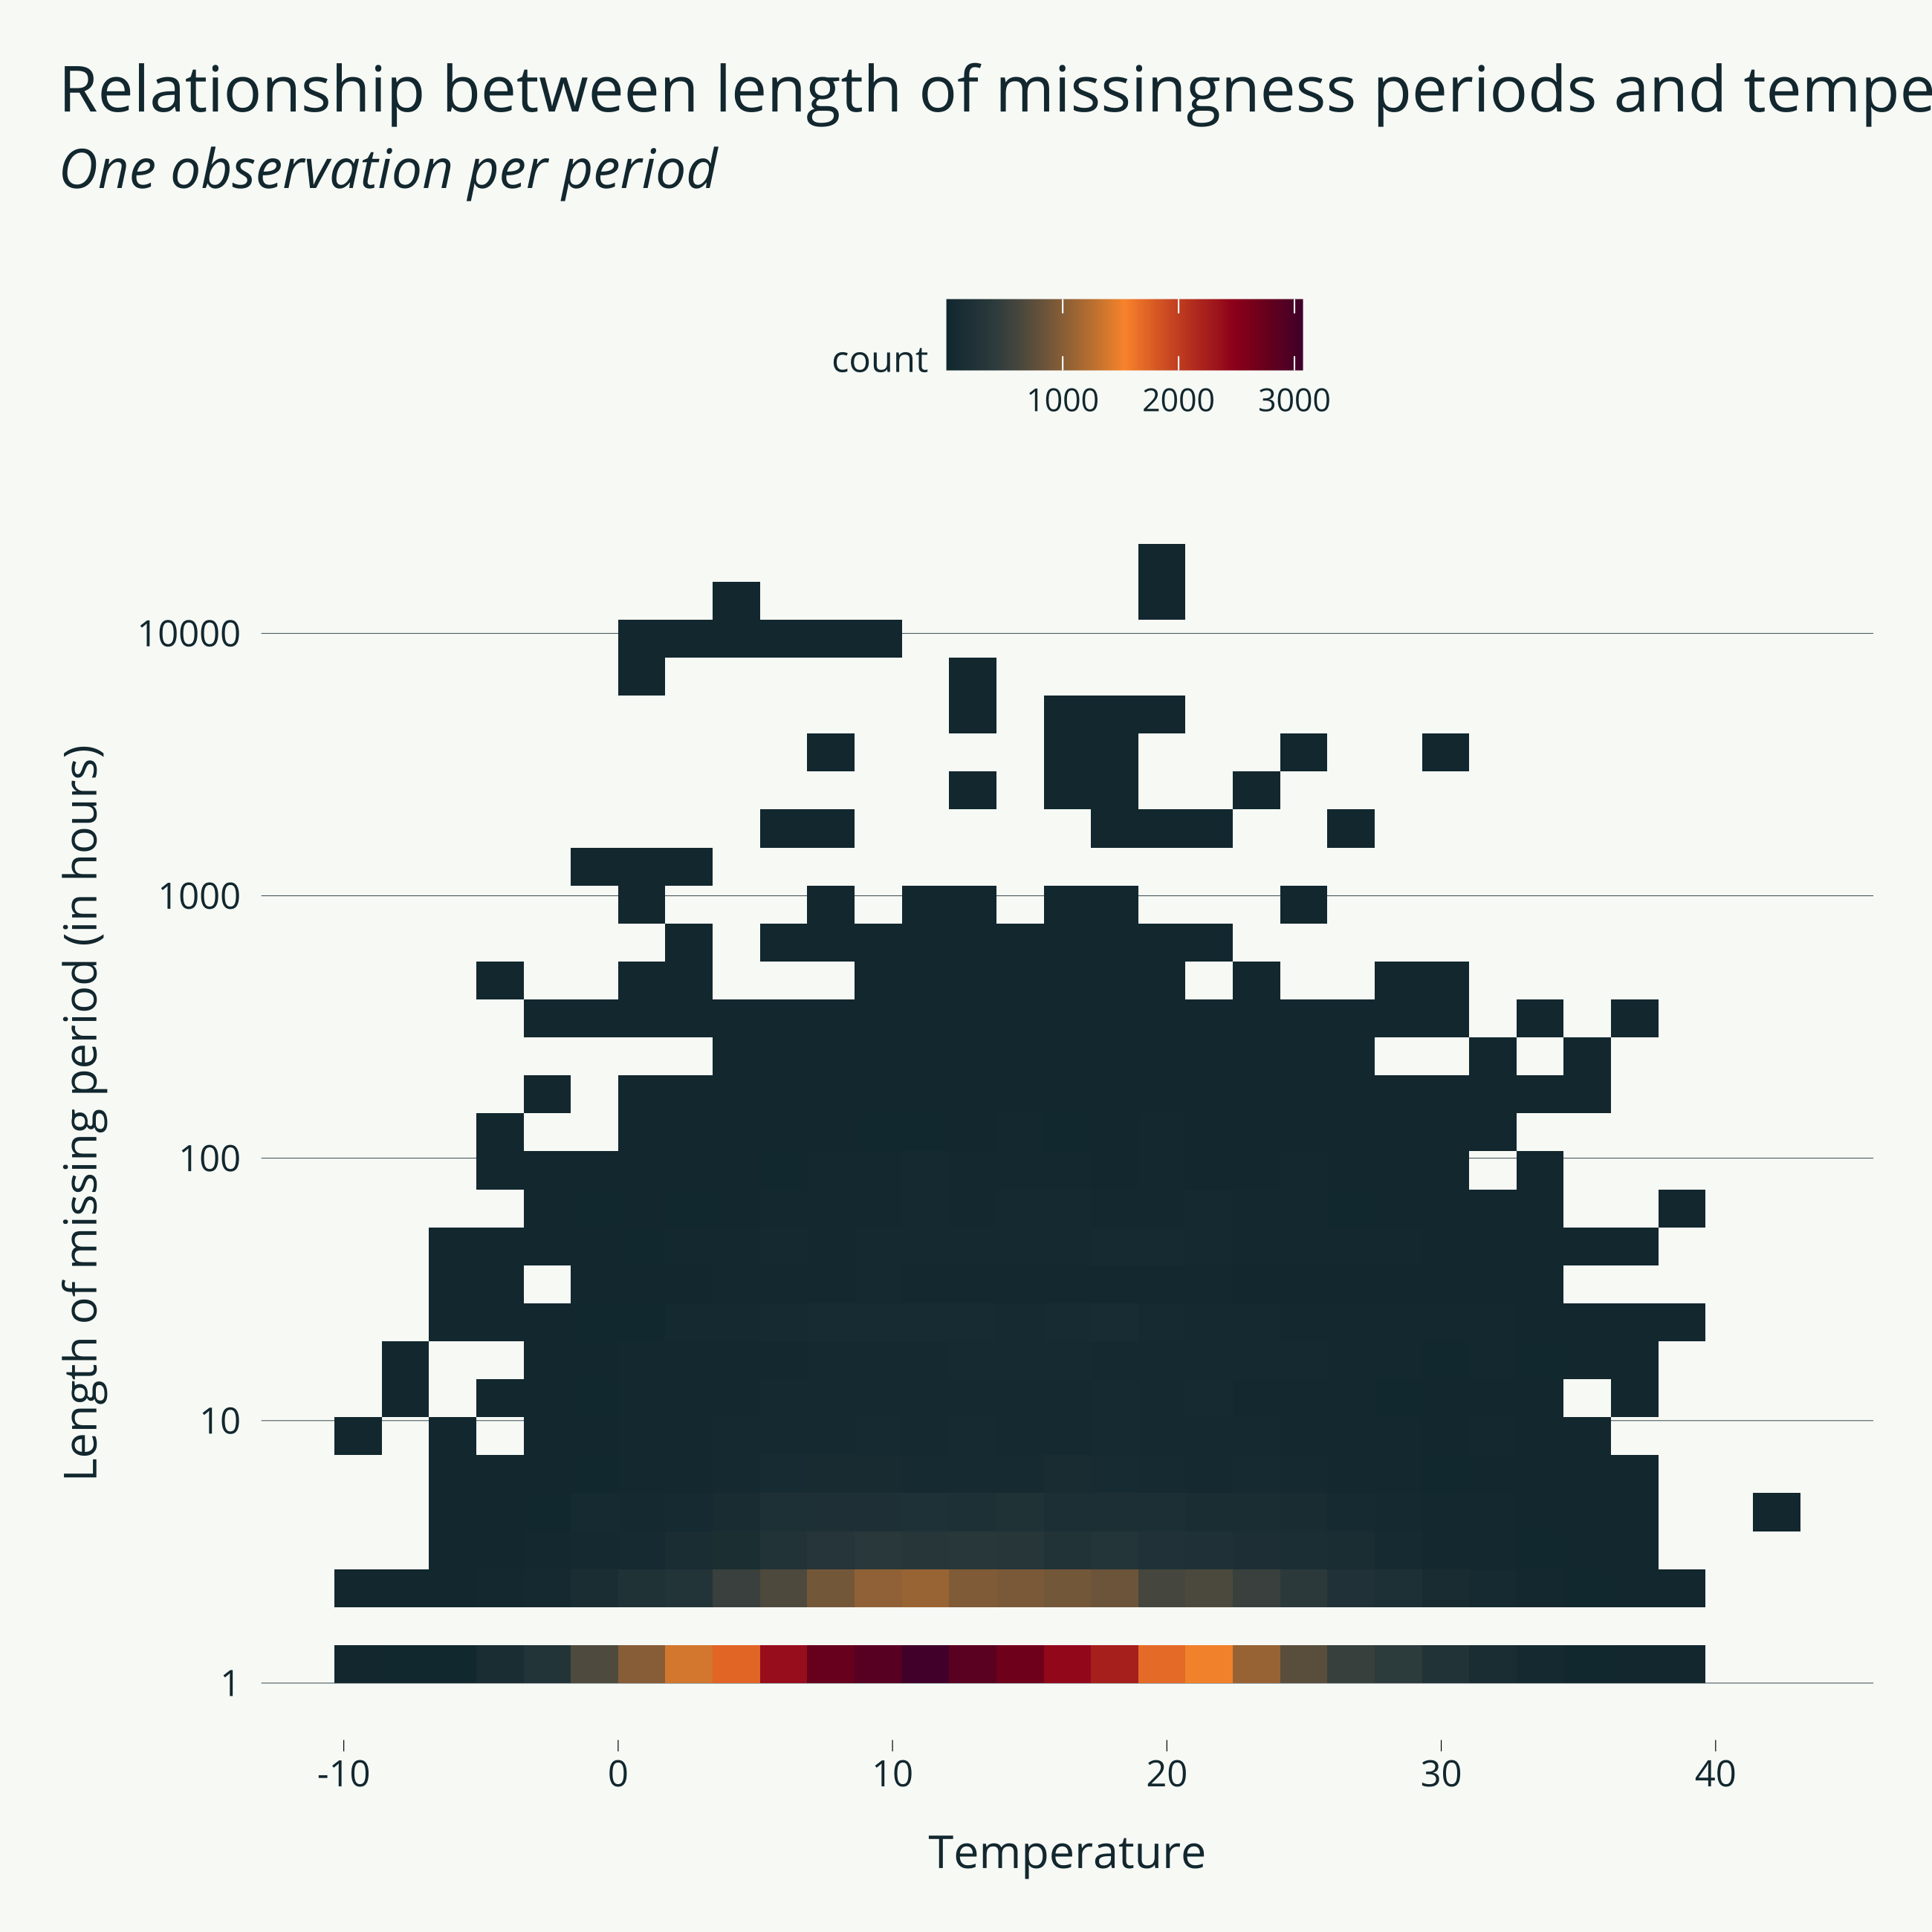 Relationship between length of missingness periods and tempe
One observation per period
count
1000 2000 3000
Length of missing period (in hours)
10000
1000
100
10
1
-10 0 10 20 30 40
Temperature